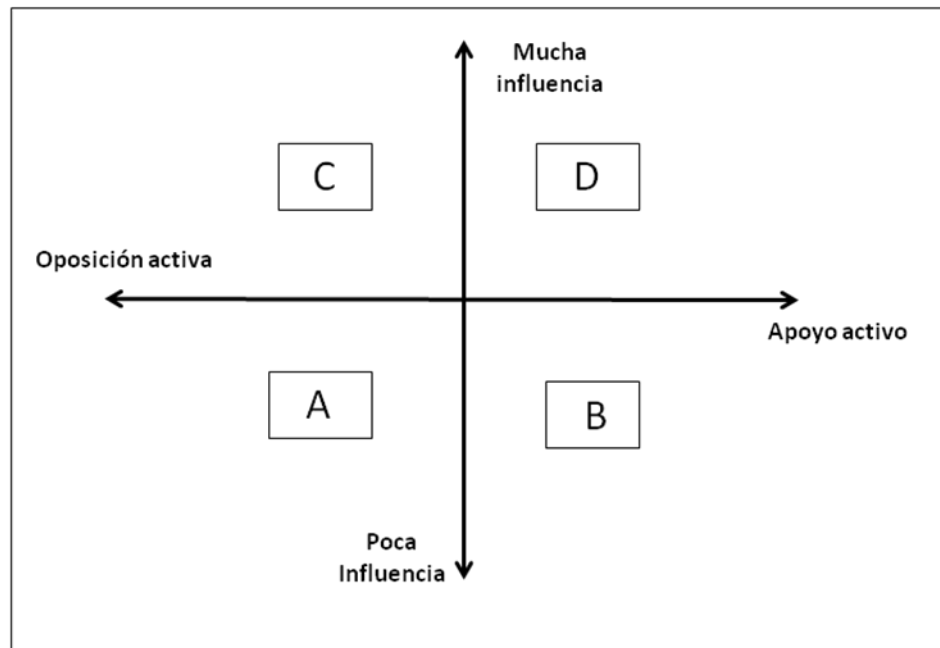 Mucha
influencia
C
D
Oposición activa
Apoyo activo
A
B
Poca
Influencia